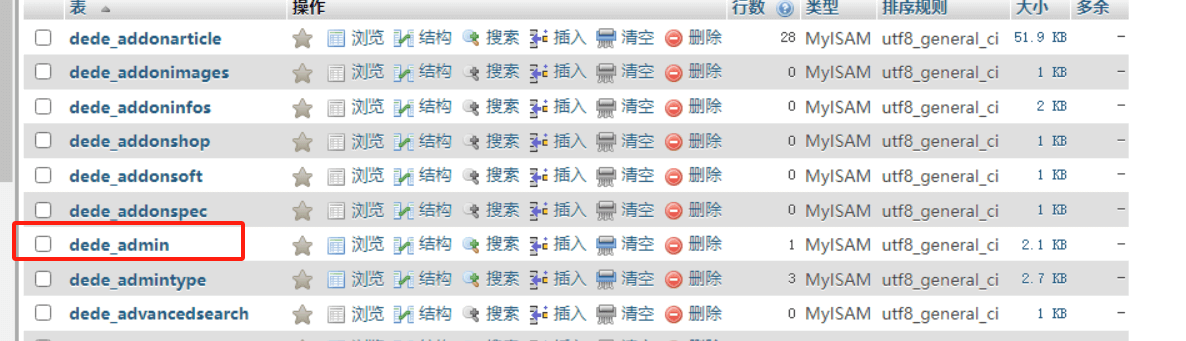 表 操作 行数 类型 排序规则 大小 多余
dede_addonarticle 浏览 结构 搜索 插入 清空 删除 28 MyISAM utf8_general_ci 51.9 KB –
dede_addonimages 浏览 结构 搜索 插入 清空 删除 0 MyISAM utf8_general_ci 1 KB –
dede_addoninfos 浏览 结构 搜索 插入 清空 删除 0 MyISAM utf8_general_ci 2 KB –
dede_addonshop 浏览 结构 搜索 插入 清空 删除 0 MyISAM utf8_general_ci 1 KB –
dede_addonsoft 浏览 结构 搜索 插入 清空 删除 0 MyISAM utf8_general_ci 1 KB –
dede_addonspec 浏览 结构 搜索 插入 清空 删除 0 MyISAM utf8_general_ci 1 KB –
dede_admin 浏览 结构 搜索 插入 清空 删除 1 MyISAM utf8_general_ci 2.1 KB –
dede_admintype 浏览 结构 搜索 插入 清空 删除 3 MyISAM utf8_general_ci 2.7 KB –
dede_advancedsearch 浏览 结构 搜索 插入 清空 删除 0 MyISAM utf8_general_ci 1 KB –